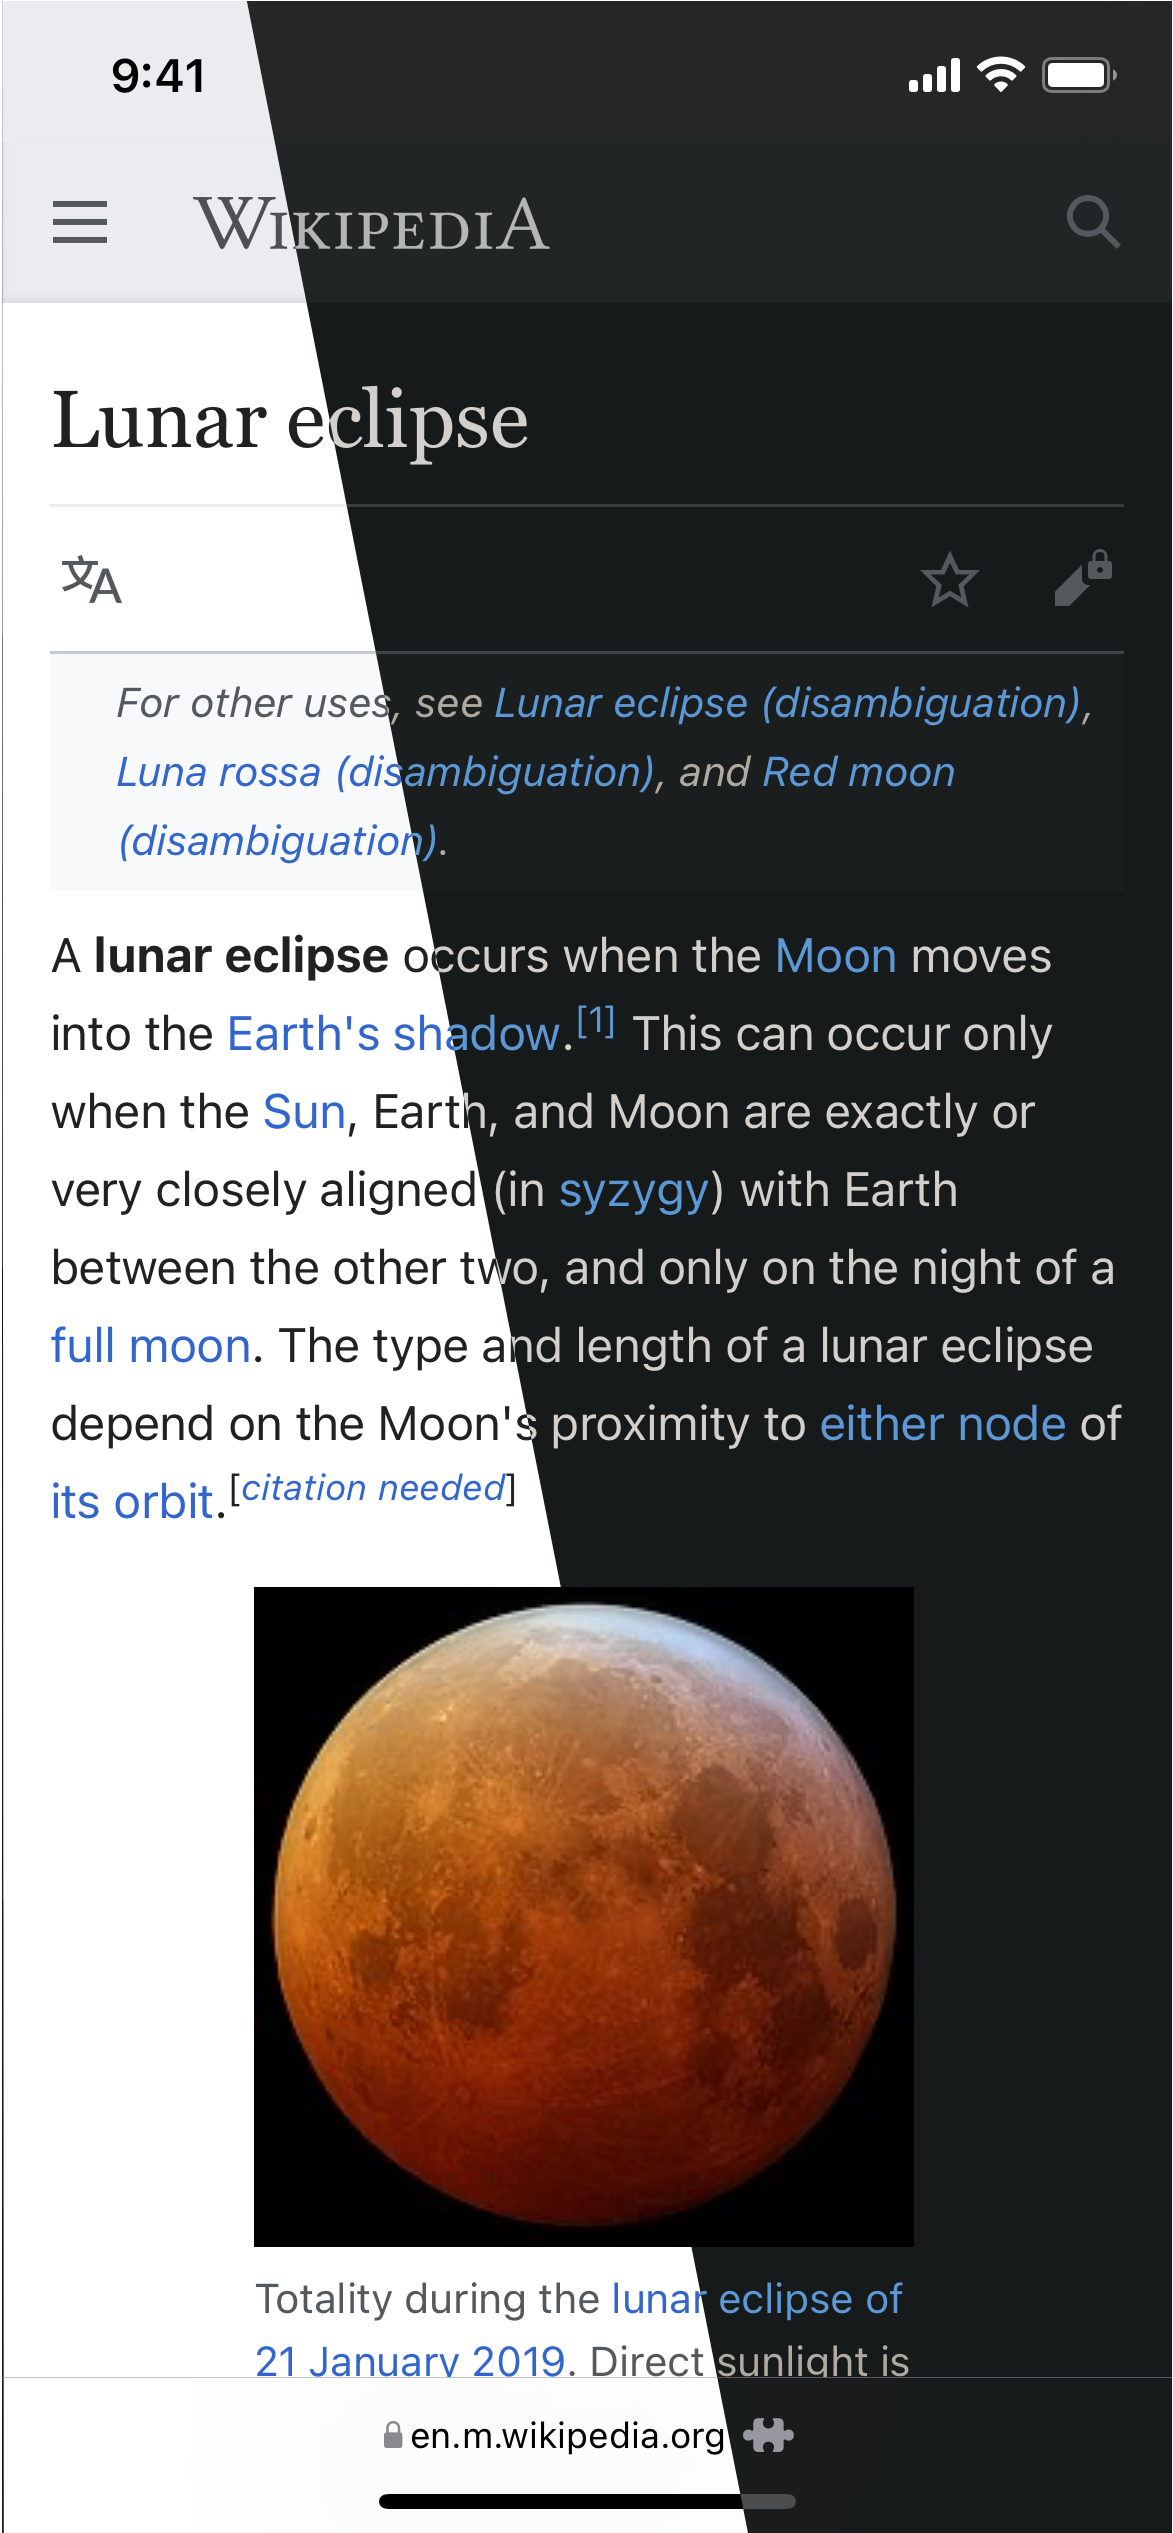 9:41
WIKIPEDIA
Lunar eclipse
文A
For other uses, see Lunar eclipse (disambiguation),
Luna rossa (disambiguation), and Red moon
(disambiguation).
A lunar eclipse occurs when the Moon moves
into the Earth's shadow.[1] This can occur only
when the Sun, Earth, and Moon are exactly or
very closely aligned (in syzygy) with Earth
between the other two, and only on the night of a
full moon. The type and length of a lunar eclipse
depend on the Moon's proximity to either node of
its orbit.[citation needed]
Totality during the lunar eclipse of
21 January 2019. Direct sunlight is
en.m.wikipedia.org